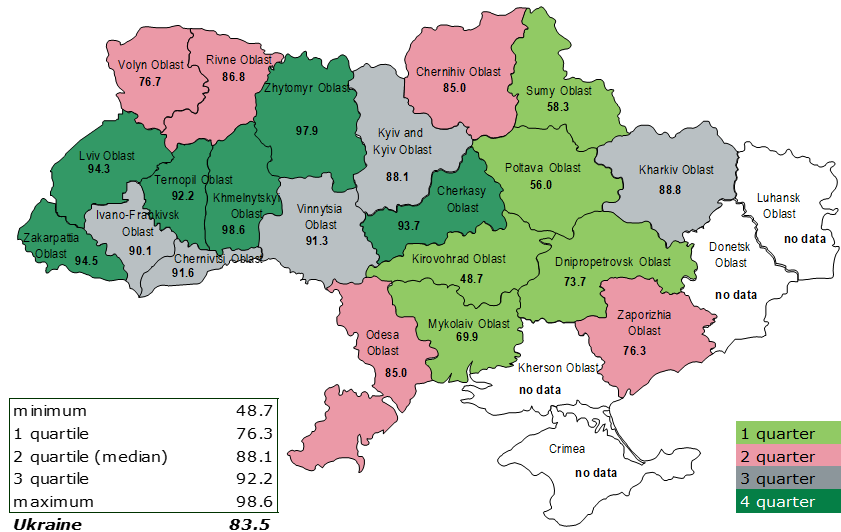 Volyn Oblast
76.7
Rivne Oblast
86.8
Zhytomyr Oblast
97.9
Chernihiv Oblast
85.0
Sumy Oblast
58.3
Kyiv and
Kyiv Oblast
88.1
Lviv Oblast
94.3
Ternopil Oblast
92.2
Khmelnytskyi
Oblast
98.6
Cherkasy
Oblast
93.7
Poltava Oblast
56.0
Kharkiv Oblast
88.8
Luhansk
Oblast
no data
Zakarpattia
Oblast
94.5
Ivano-Frankivsk
Oblast
90.1
Chernivtsi Oblast
91.6
Vinnytsia
Oblast
91.3
Kirovohrad Oblast
48.7
Dnipropetrovsk Oblast
73.7
Donetsk
Oblast
no data
Odesa
Oblast
85.0
Mykolaiv Oblast
69.9
Zaporizhia
Oblast
76.3
Kherson Oblast
no data
Crimea
no data
minimum 48.7
1 quartile 76.3
2 quartile (median) 88.1
3 quartile 92.2
maximum 98.6
Ukraine 83.5
1 quarter
2 quarter
3 quarter
4 quarter